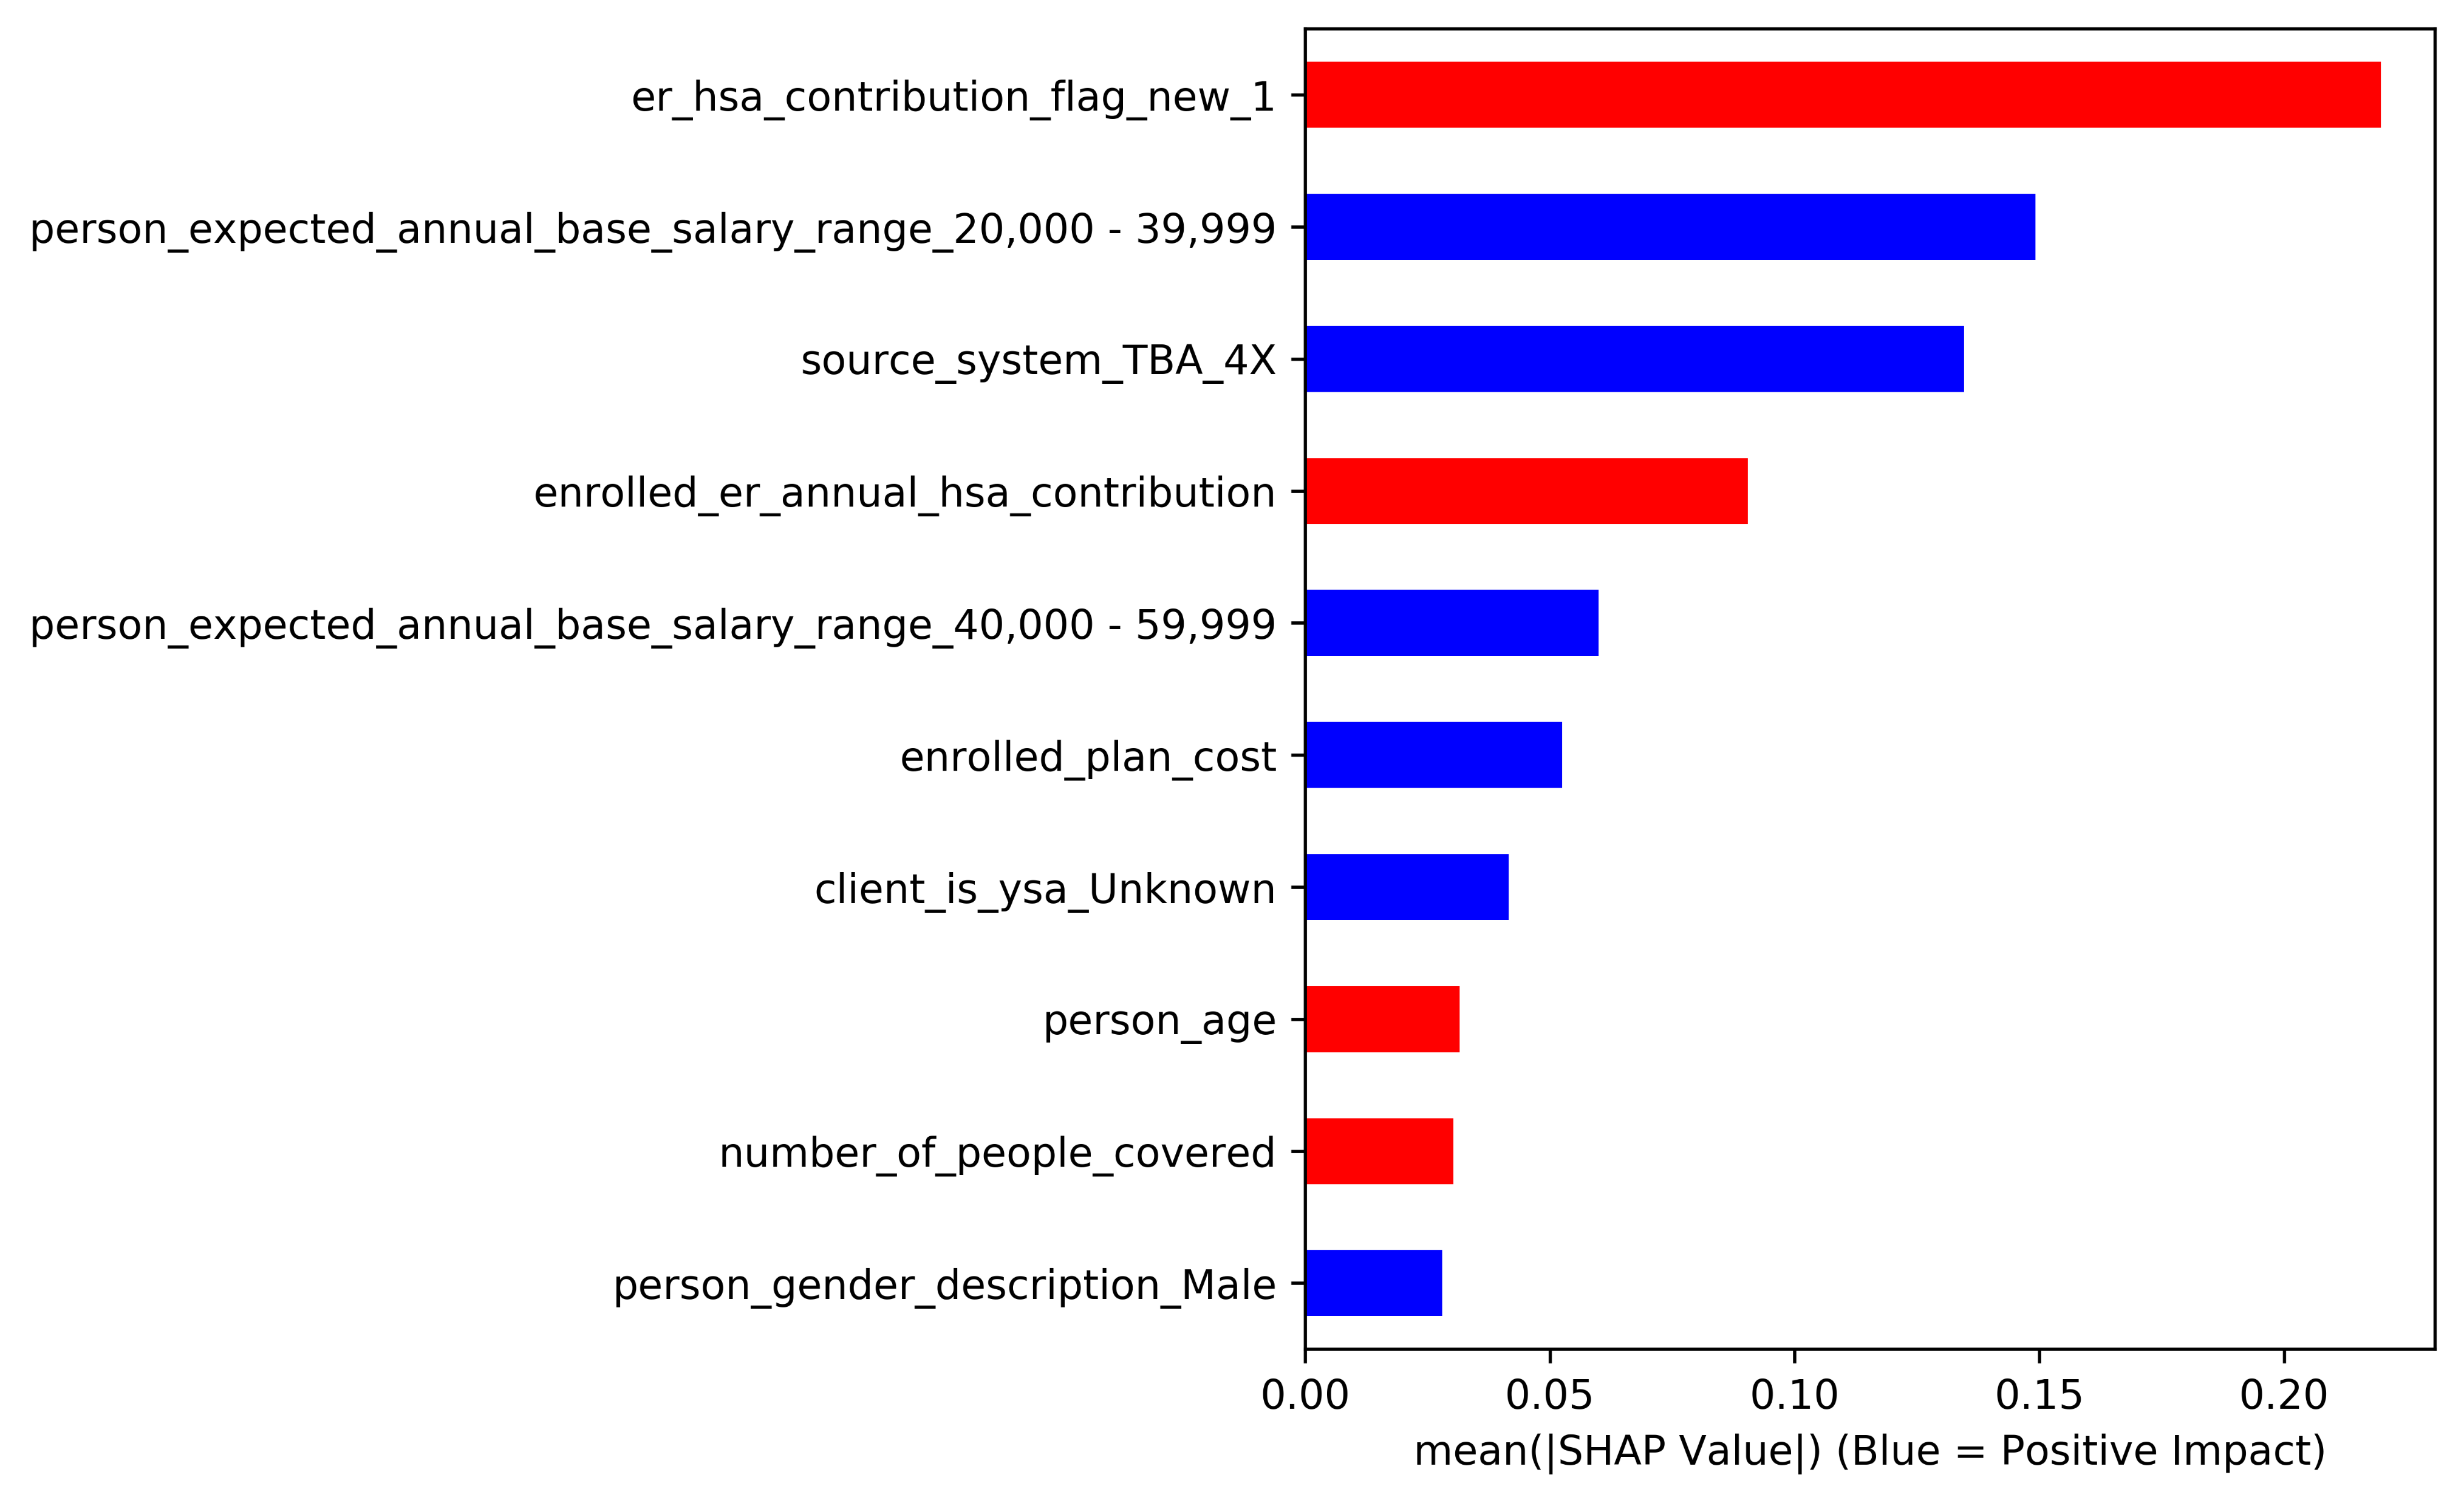 er_hsa_contribution_flag_new_1
person_expected_annual_base_salary_range_20,000 - 39,999
source_system_TBA_4X
enrolled_er_annual_hsa_contribution
person_expected_annual_base_salary_range_40,000 - 59,999
enrolled_plan_cost
client_is_ysa_Unknown
person_age
number_of_people_covered
person_gender_description_Male
0.00 0.05 0.10 0.15 0.20
mean(|SHAP Value|) (Blue = Positive Impact)